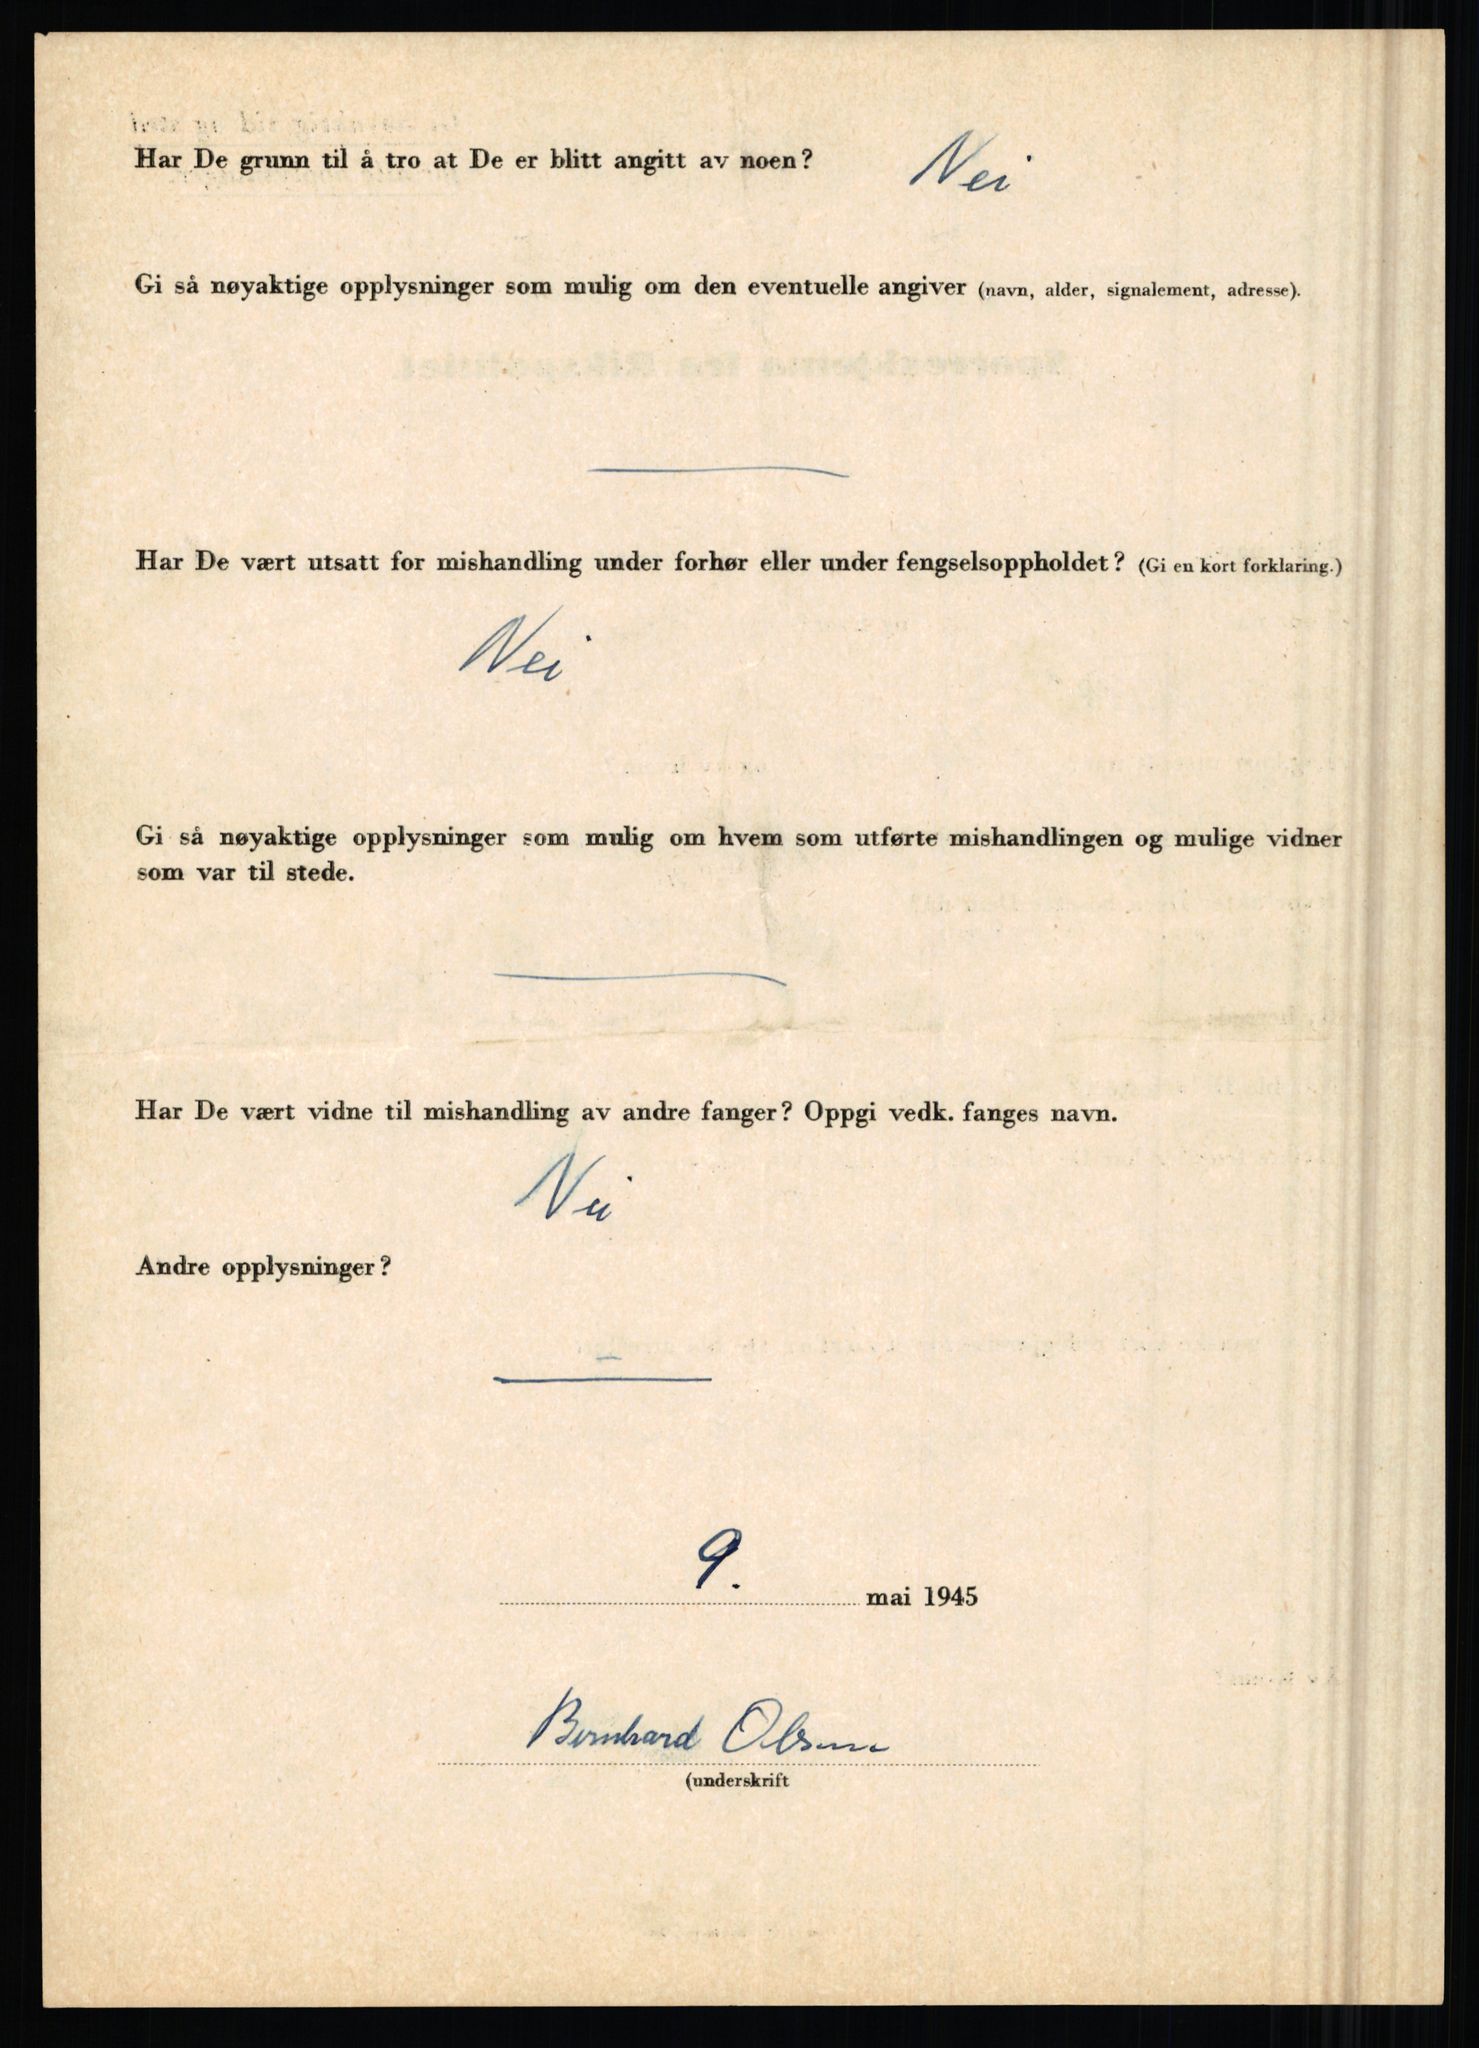 Har De grunn til å tro at De er blitt angitt av noen? Nei
Gi så nøyaktige opplysninger som mulig om den eventuelle angiver (navn, alder, signalement, adresse).
Har De vært utsatt for mishandling under forhør eller under fengselsoppholdet? (Gi en kort forklaring.)
Nei
Gi så nøyaktige opplysninger som mulig om hvem som utførte mishandlingen og mulige vidner
som var til stede.
Har De vært vidne til mishandling av andre fanger? Oppgi vedk. fanges navn.
Nei
Andre opplysninger?
9. mai 1945
Bernhard Olsen
(underskrift